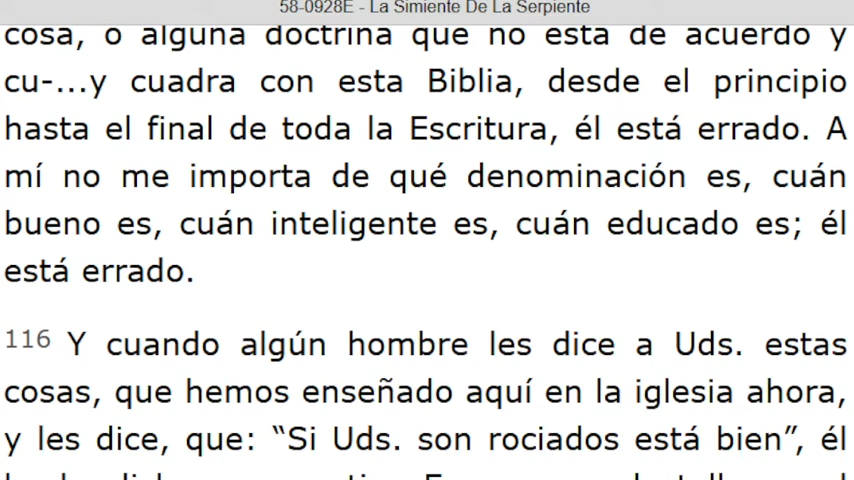 58-0928E - La Simiente De La Serpiente
cosa, o alguna doctrina que no está de acuerdo y
cu-...y cuadra con esta Biblia, desde el principio
hasta el final de toda la Escritura, él está errado. A
mí no me importa de qué denominación es, cuán
bueno es, cuán inteligente es, cuán educado es; él
está errado.
116 Y cuando algún hombre les dice a Uds. estas
cosas, que hemos enseñado aquí en la iglesia ahora,
y les dice, que: “Si Uds. son rociados está bien”, él